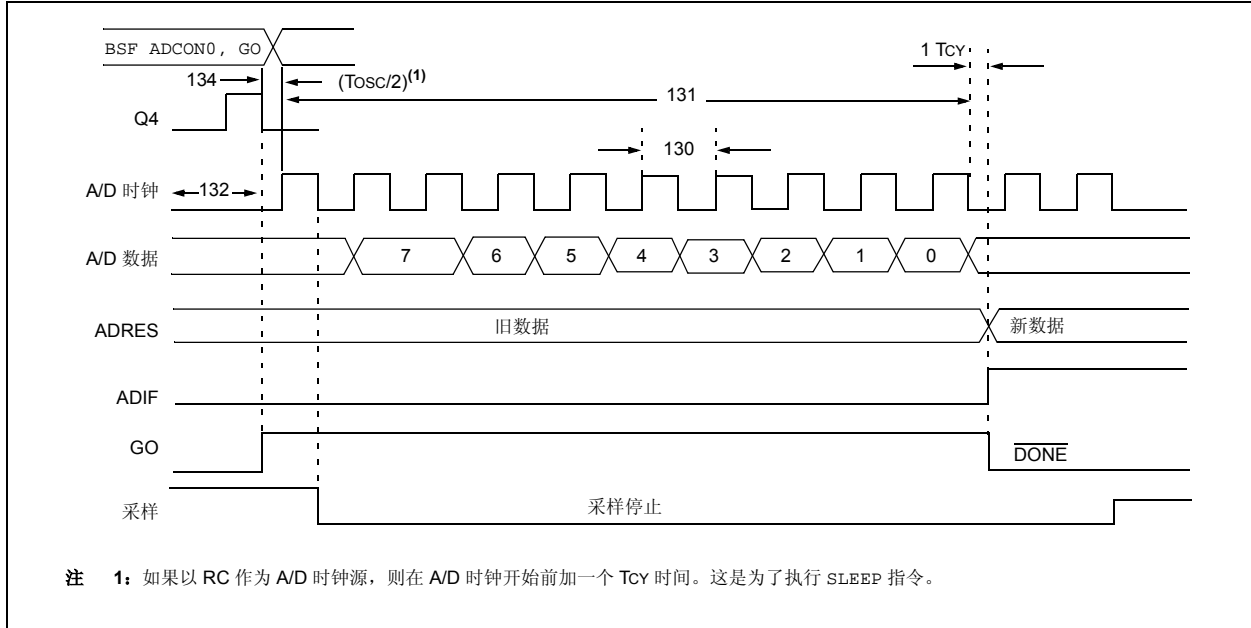 BSF ADCON0, GO
134
(TOSC/2)(1)
1 TCY
131
Q4
130
A/D 时钟
132
A/D 数据
7
6
5
4
3
2
1
0
ADRES
旧数据
新数据
ADIF
GO
DONE
采样
采样停止
注 1: 如果以 RC 作为 A/D 时钟源，则在 A/D 时钟开始前加一个 TCY 时间。这是为了执行 SLEEP 指令。